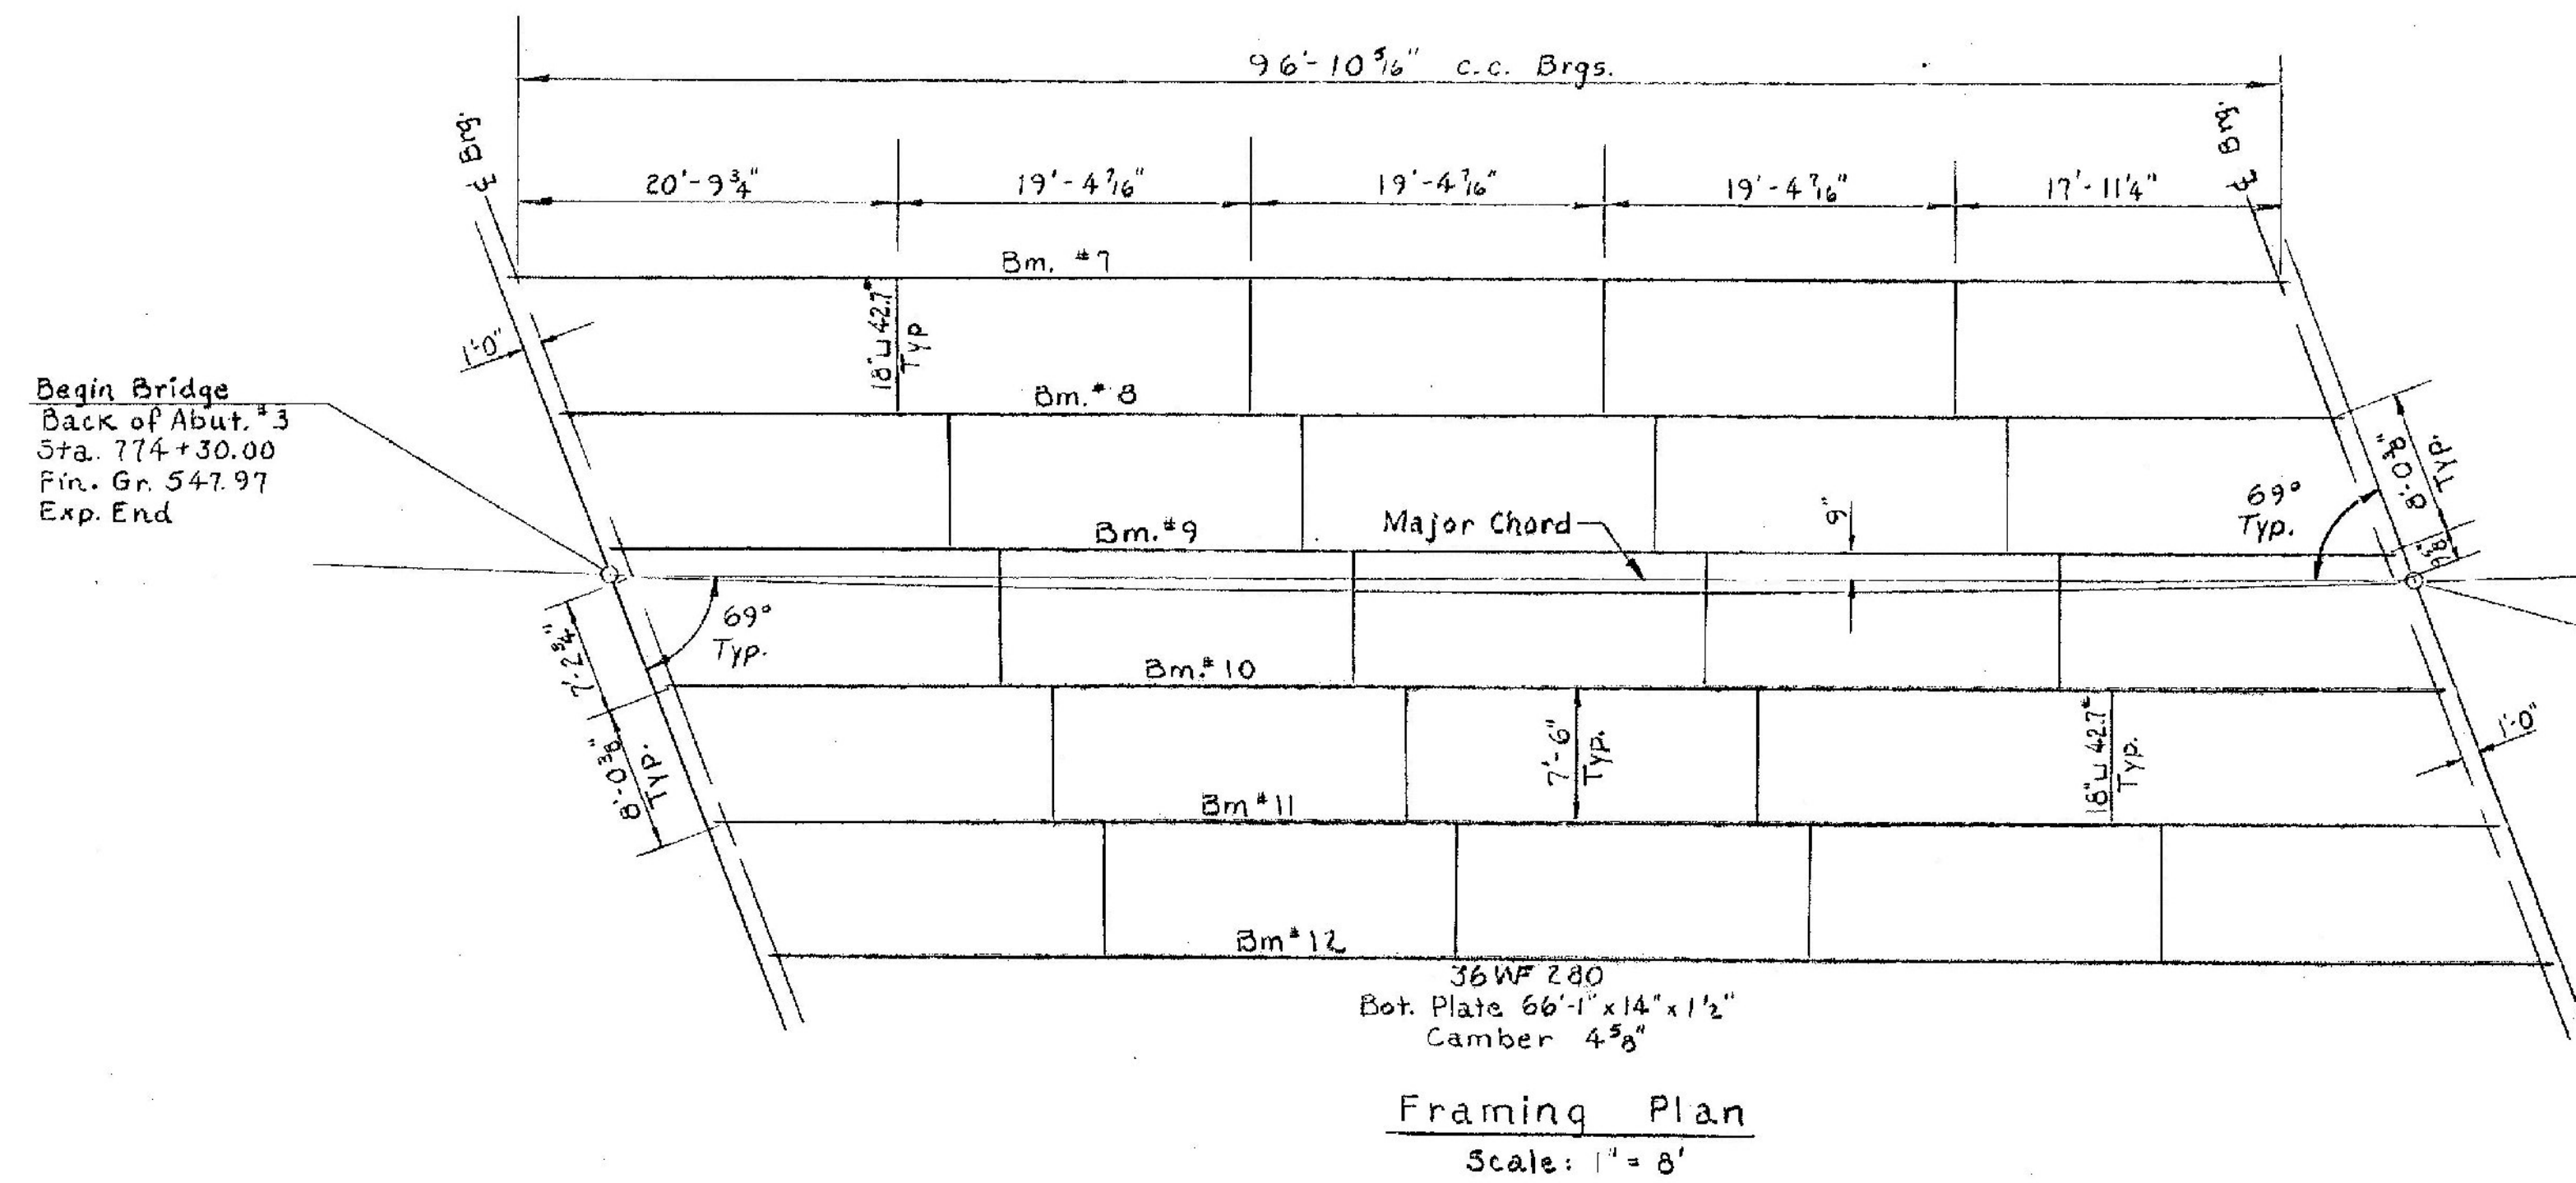 96'-10 5/16" c.c. Brgs.
℄ Brg.
℄ Brg.
20'-9 3/4"
19'-4 7/16"
19'-4 7/16"
19'-4 7/16"
17'-11 1/4"
Bm. #7
1'-0"
18"⊔42.7#
Typ
Begin Bridge
Back of Abut. #3
Sta. 774+30.00
Fin. Gr. 547.97
Exp. End
Bm. #8
8'-0 3/8"
Typ.
69°
Typ.
Bm. #9
Major Chord
9"
69°
Typ.
7'-2 3/4"
8'-0 3/8"
Typ.
Bm. #10
7'-6"
Typ.
18"⊔42.7#
Typ.
1'-0"
Bm #11
Bm #12
36 WF 280
Bot. Plate 66'-1" x 14" x 1 1/2"
Camber 4 5/8"
Framing Plan
Scale: 1" = 8'